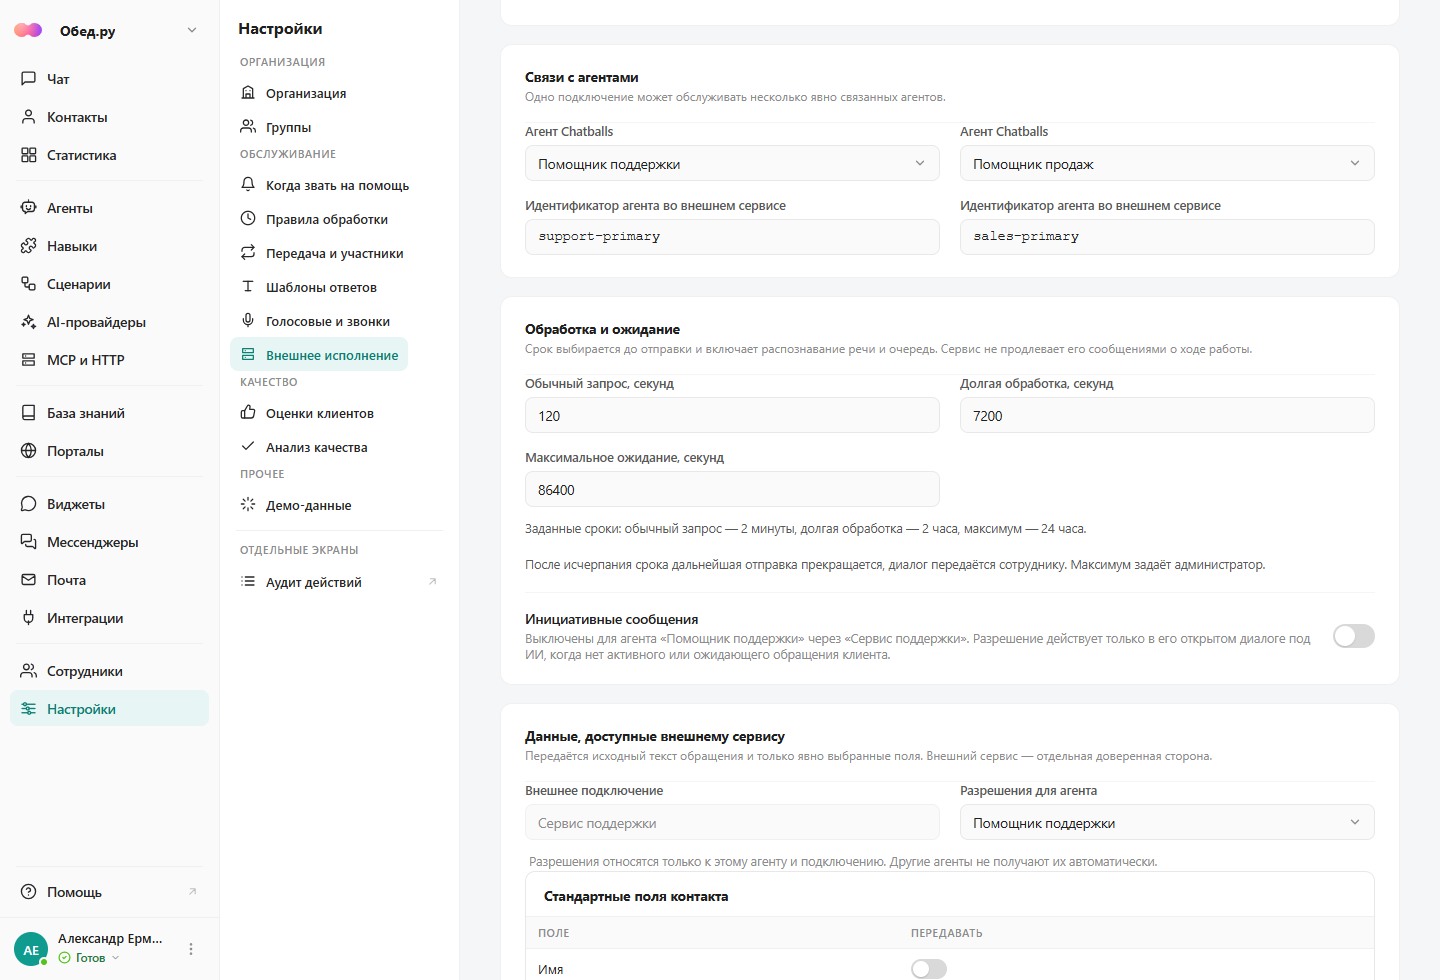 Обед.ру
Чат
Контакты
Статистика
Агенты
Навыки
Сценарии
AI-провайдеры
MCP и HTTP
База знаний
Порталы
Виджеты
Мессенджеры
Почта
Интеграции
Сотрудники
Настройки
Помощь
АЕ
Александр Ерм...
Готов
Настройки
ОРГАНИЗАЦИЯ
Организация
Группы
ОБСЛУЖИВАНИЕ
Когда звать на помощь
Правила обработки
Передача и участники
Шаблоны ответов
Голосовые и звонки
Внешнее исполнение
КАЧЕСТВО
Оценки клиентов
Анализ качества
ПРОЧЕЕ
Демо-данные
ОТДЕЛЬНЫЕ ЭКРАНЫ
Аудит действий
Связи с агентами
Одно подключение может обслуживать несколько явно связанных агентов.
Агент Chatballs
Помощник поддержки
Идентификатор агента во внешнем сервисе
support-primary
Агент Chatballs
Помощник продаж
Идентификатор агента во внешнем сервисе
sales-primary
Обработка и ожидание
Срок выбирается до отправки и включает распознавание речи и очередь. Сервис не продлевает его сообщениями о ходе работы.
Обычный запрос, секунд
120
Долгая обработка, секунд
7200
Максимальное ожидание, секунд
86400
Заданные сроки: обычный запрос — 2 минуты, долгая обработка — 2 часа, максимум — 24 часа.
После исчерпания срока дальнейшая отправка прекращается, диалог передаётся сотруднику. Максимум задаёт администратор.
Инициативные сообщения
Выключены для агента «Помощник поддержки» через «Сервис поддержки». Разрешение действует только в его открытом диалоге под
ИИ, когда нет активного или ожидающего обращения клиента.
Данные, доступные внешнему сервису
Передаётся исходный текст обращения и только явно выбранные поля. Внешний сервис — отдельная доверенная сторона.
Внешнее подключение
Сервис поддержки
Разрешения для агента
Помощник поддержки
Разрешения относятся только к этому агенту и подключению. Другие агенты не получают их автоматически.
Стандартные поля контакта
ПОЛЕ
ПЕРЕДАВАТЬ
Имя